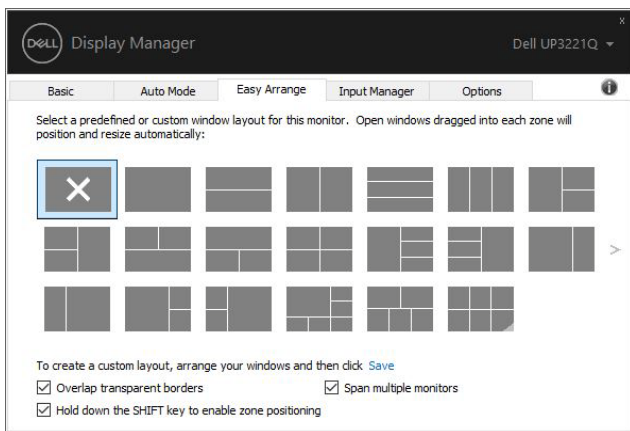 x
DELL Display Manager Dell UP3221Q
Basic Auto Mode Easy Arrange Input Manager Options
Select a predefined or custom window layout for this monitor. Open windows dragged into each zone will
position and resize automatically:
To create a custom layout, arrange your windows and then click Save
Overlap transparent borders Span multiple monitors
Hold down the SHIFT key to enable zone positioning